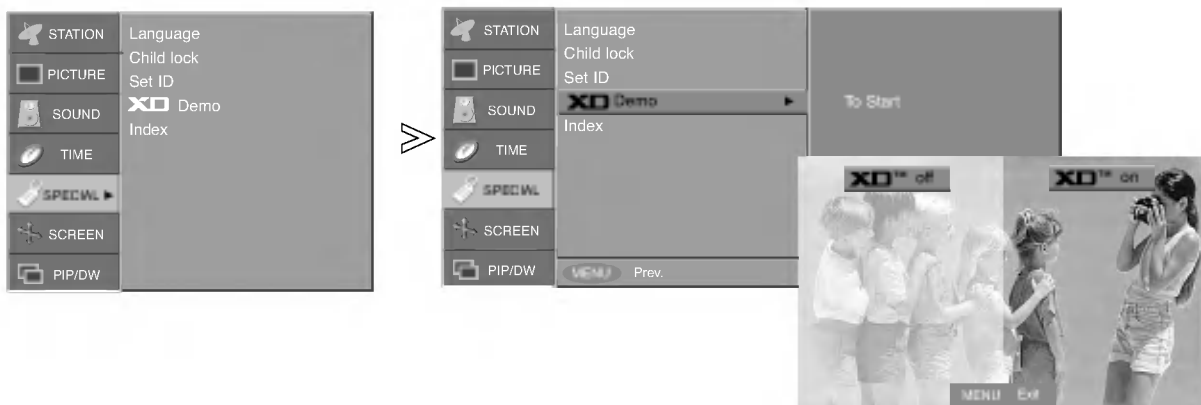 STATION
PICTURE
SOUND
TIME
SPECIAL ►
SCREEN
PIP/DW
Language
Child lock
Set ID
XD Demo
Index
STATION
PICTURE
SOUND
TIME
SPECIAL
SCREEN
PIP/DW
Language
Child lock
Set ID
XD Demo ►
Index
MENU Prev.
To Start
XD™ off
XD™ on
MENU Exit